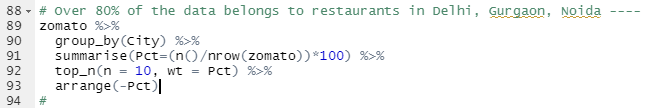 88 # Over 80% of the data belongs to restaurants in Delhi, Gurgaon, Noida ----
89 zomato %>%
90   group_by(City) %>%
91   summarise(Pct=(n()/nrow(zomato))*100) %>%
92   top_n(n = 10, wt = Pct) %>%
93   arrange(-Pct)
94 #